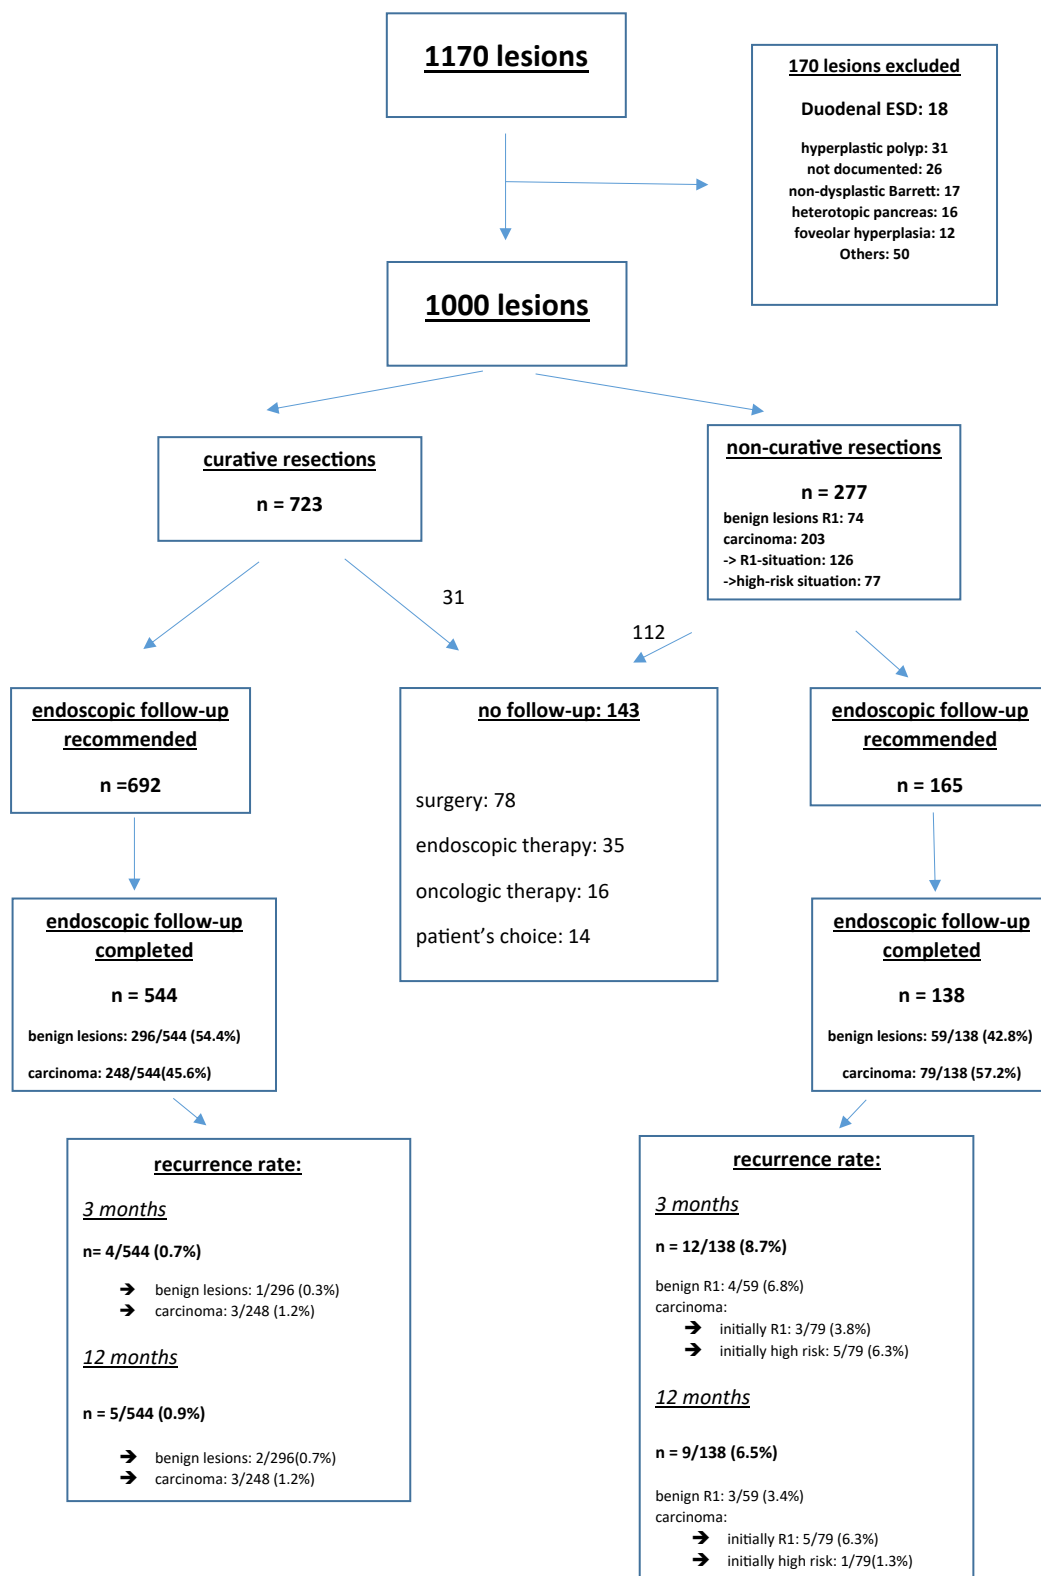 1170 lesions
170 lesions excluded
Duodenal ESD: 18
hyperplastic polyp: 31
not documented: 26
non-dysplastic Barrett: 17
heterotopic pancreas: 16
foveolar hyperplasia: 12
Others: 50
1000 lesions
curative resections
n = 723
non-curative resections
n = 277
benign lesions R1: 74
carcinoma: 203
-> R1-situation: 126
->high-risk situation: 77
31
112
endoscopic follow-up
recommended
n =692
no follow-up: 143
surgery: 78
endoscopic therapy: 35
oncologic therapy: 16
patient’s choice: 14
endoscopic follow-up
recommended
n = 165
endoscopic follow-up
completed
n = 544
benign lesions: 296/544 (54.4%)
carcinoma: 248/544(45.6%)
endoscopic follow-up
completed
n = 138
benign lesions: 59/138 (42.8%)
carcinoma: 79/138 (57.2%)
recurrence rate:
3 months
n= 4/544 (0.7%)
➔ benign lesions: 1/296 (0.3%)
➔ carcinoma: 3/248 (1.2%)
12 months
n = 5/544 (0.9%)
➔ benign lesions: 2/296(0.7%)
➔ carcinoma: 3/248 (1.2%)
recurrence rate:
3 months
n = 12/138 (8.7%)
benign R1: 4/59 (6.8%)
carcinoma:
➔ initially R1: 3/79 (3.8%)
➔ initially high risk: 5/79 (6.3%)
12 months
n = 9/138 (6.5%)
benign R1: 3/59 (3.4%)
carcinoma:
➔ initially R1: 5/79 (6.3%)
➔ initially high risk: 1/79(1.3%)